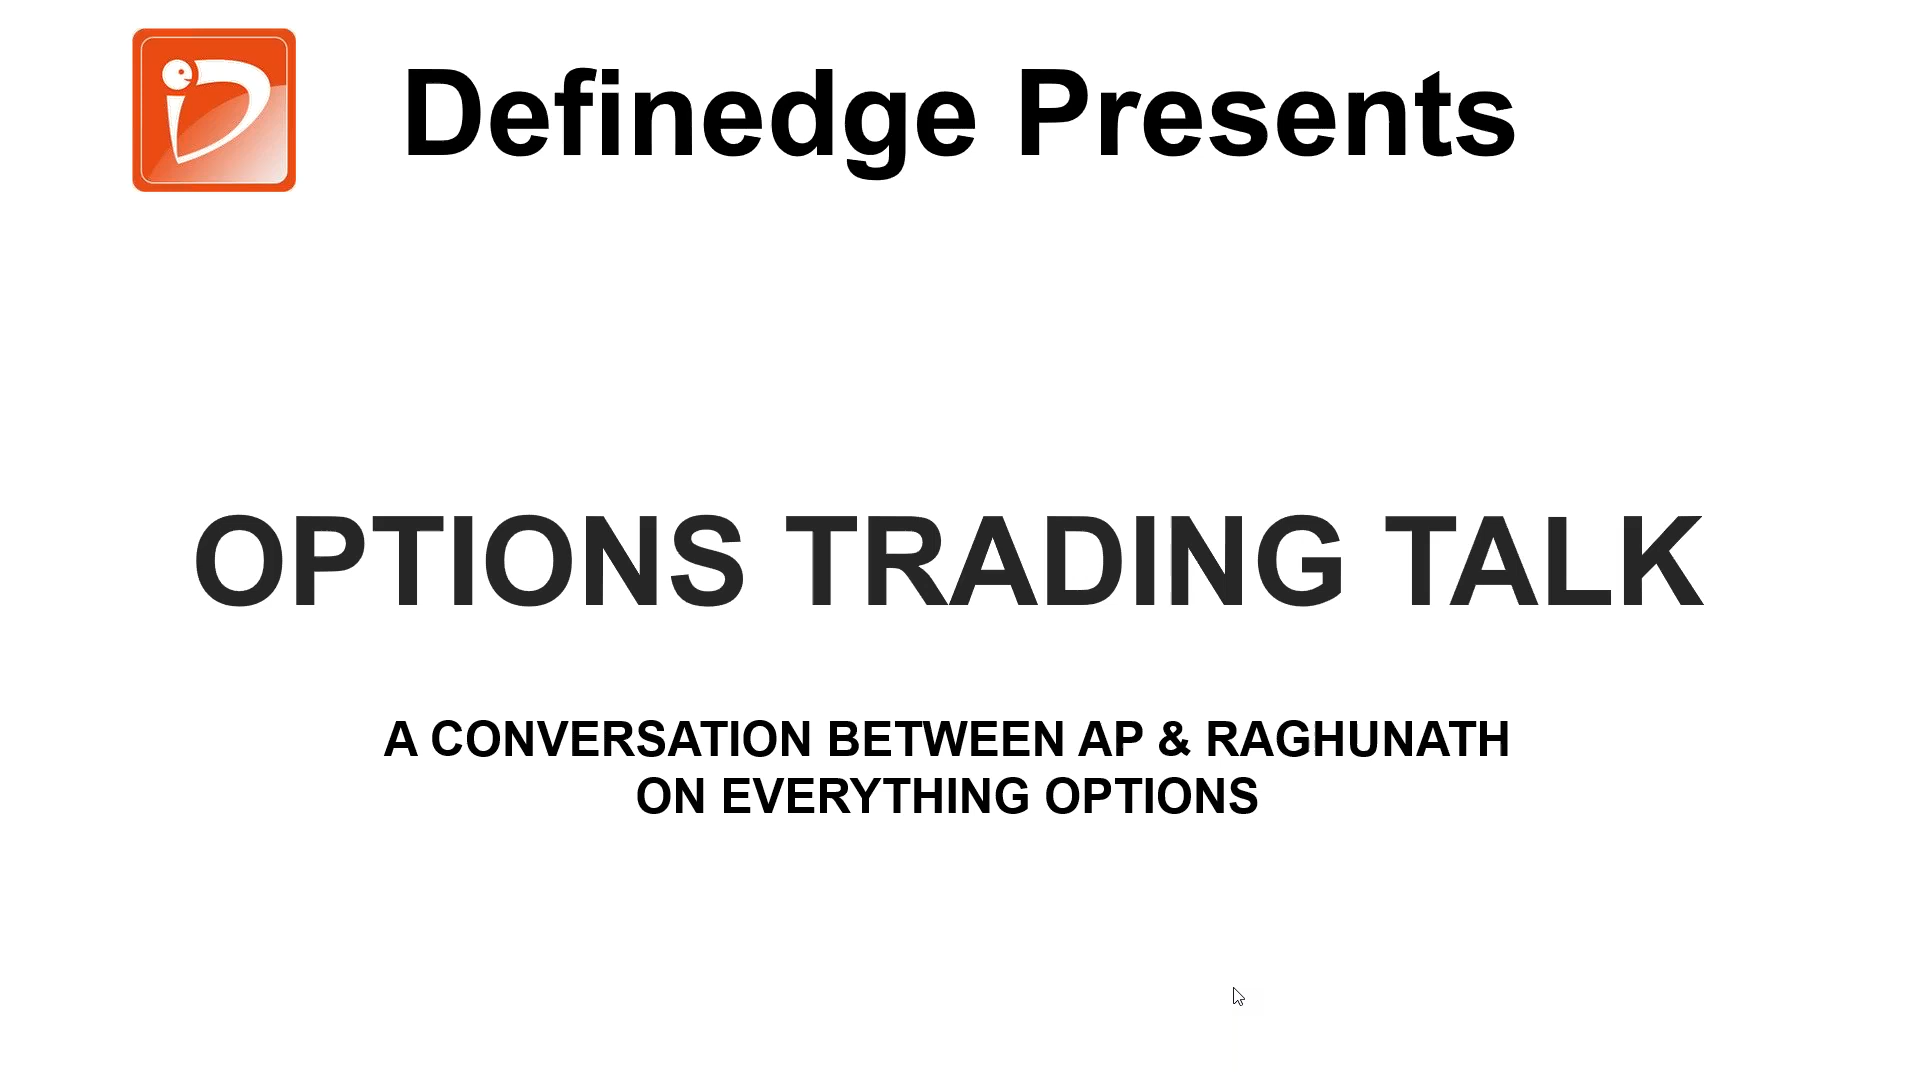 Definedge Presents
OPTIONS TRADING TALK
A CONVERSATION BETWEEN AP & RAGHUNATH
ON EVERYTHING OPTIONS